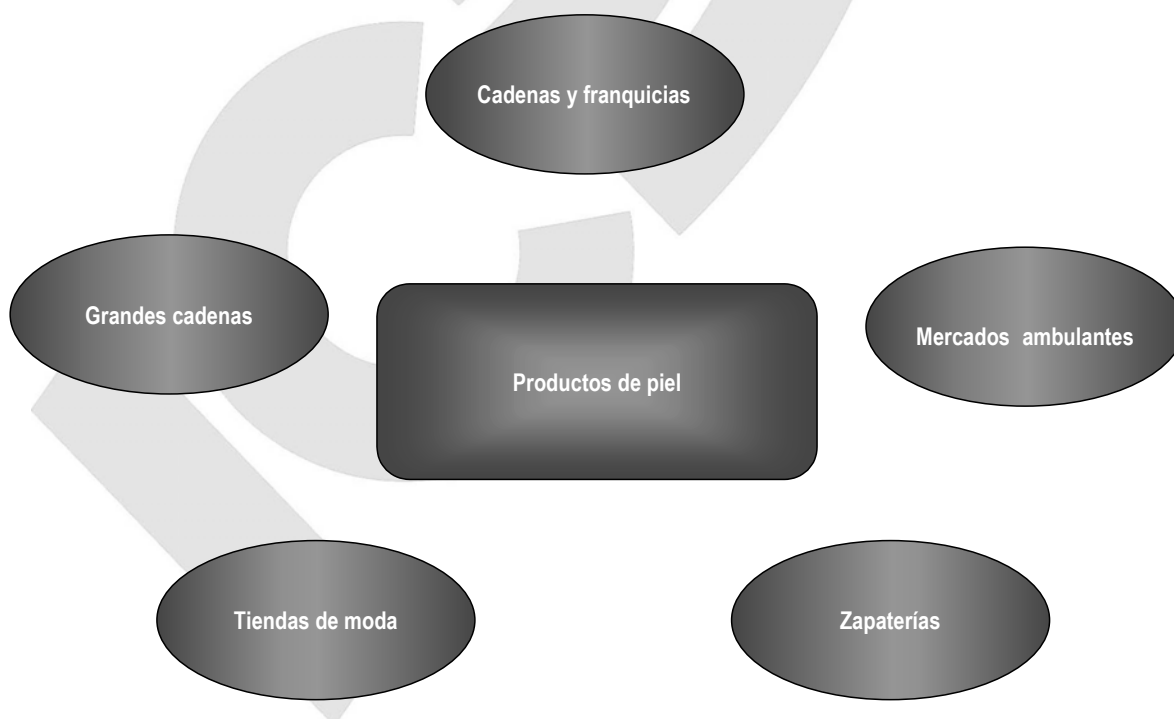 Cadenas y franquicias
Grandes cadenas
Mercados ambulantes
Productos de piel
Tiendas de moda
Zapaterías